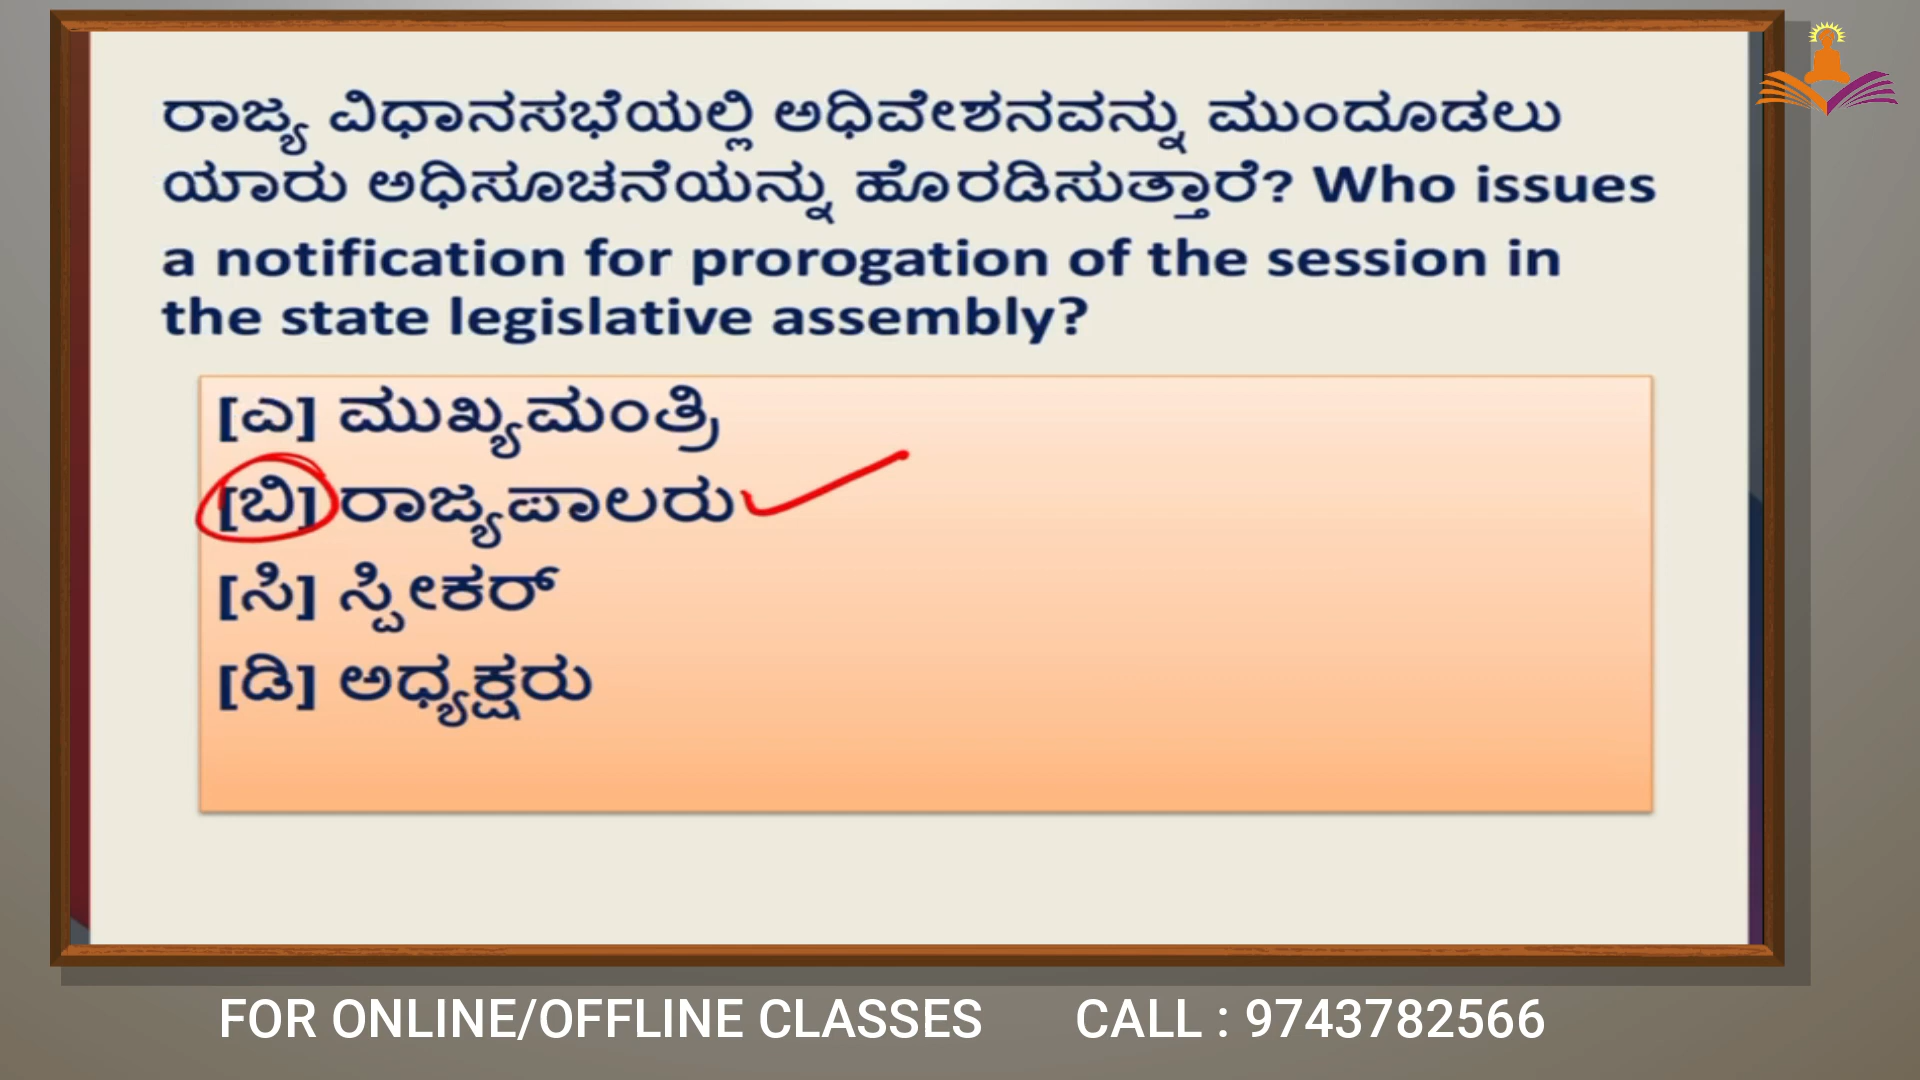 ರಾಜ್ಯ ವಿಧಾನಸಭೆಯಲ್ಲಿ ಅಧಿವೇಶನವನ್ನು ಮುಂದೂಡಲು
ಯಾರು ಅಧಿಸೂಚನೆಯನ್ನು ಹೊರಡಿಸುತ್ತಾರೆ? Who issues
a notification for prorogation of the session in
the state legislative assembly?
[ಎ] ಮುಖ್ಯಮಂತ್ರಿ
[ಬಿ] ರಾಜ್ಯಪಾಲರು
[ಸಿ] ಸ್ಪೀಕರ್
[ಡಿ] ಅಧ್ಯಕ್ಷರು
FOR ONLINE/OFFLINE CLASSES CALL : 9743782566